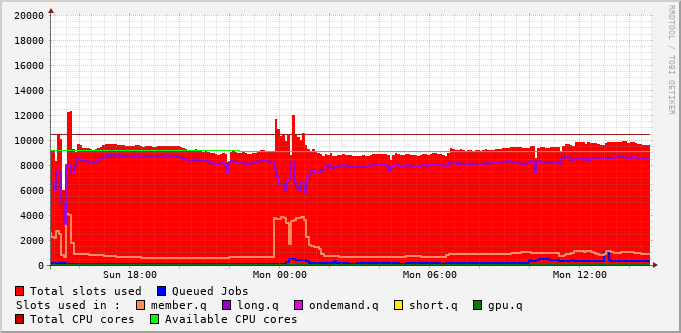 RRDTOOL / TOBI OETIKER
20000
18000
16000
14000
12000
10000
8000
6000
4000
2000
0
Sun 18:00 Mon 00:00 Mon 06:00 Mon 12:00
Total slots used Queued Jobs
Slots used in : member.q long.q ondemand.q short.q gpu.q
Total CPU cores Available CPU cores